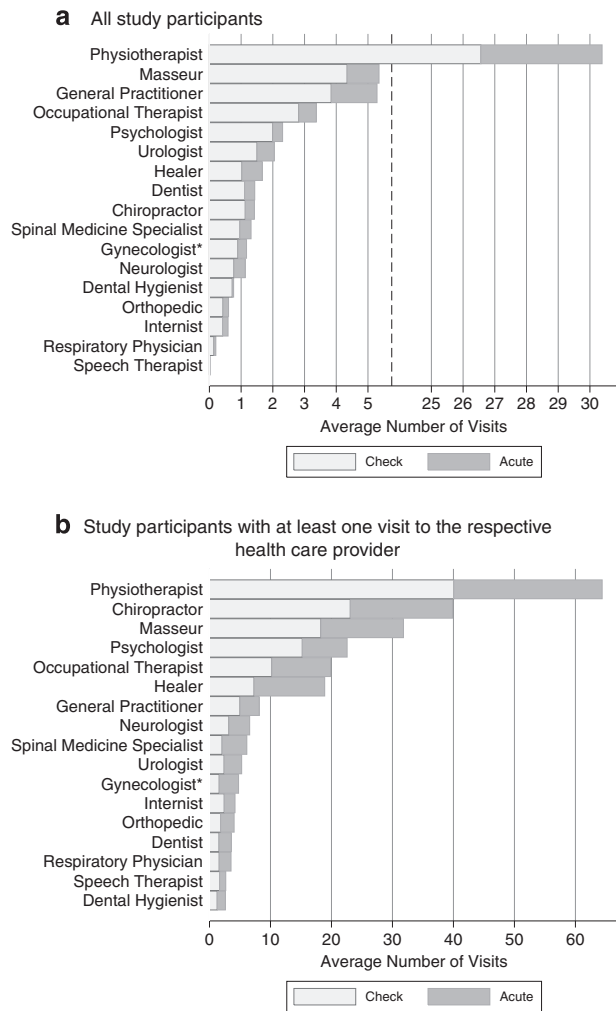 a All study participants
Physiotherapist
Masseur
General Practitioner
Occupational Therapist
Psychologist
Urologist
Healer
Dentist
Chiropractor
Spinal Medicine Specialist
Gynecologist*
Neurologist
Dental Hygienist
Orthopedic
Internist
Respiratory Physician
Speech Therapist
0 1 2 3 4 5 25 26 27 28 29 30
Average Number of Visits
Check Acute
b Study participants with at least one visit to the respective
health care provider
Physiotherapist
Chiropractor
Masseur
Psychologist
Occupational Therapist
Healer
General Practitioner
Neurologist
Spinal Medicine Specialist
Urologist
Gynecologist*
Internist
Orthopedic
Dentist
Respiratory Physician
Speech Therapist
Dental Hygienist
0 10 20 30 40 50 60
Average Number of Visits
Check Acute